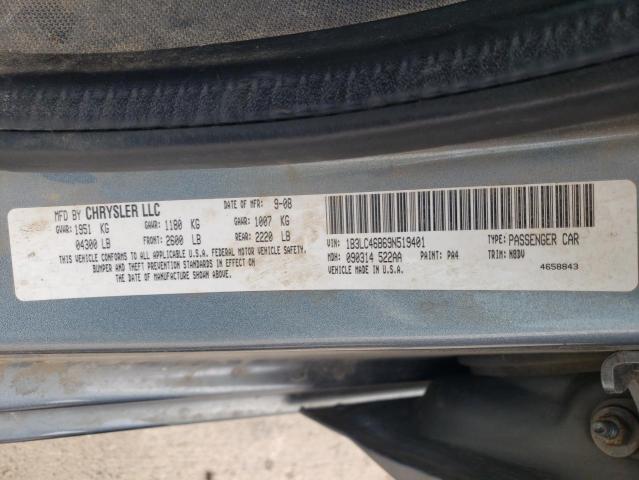 MFD BY CHRYSLER LLC DATE OF MFR 9-08
GVWR: 1951 KG GAWR 1180 KG GAWR 1007 KG
04300 LB FRONT: 2600 LB REAR: 2220 LB
THIS VEHICLE CONFORMS TO ALL APPLICABLE U.S.A. FEDERAL MOTOR VEHICLE SAFETY,
BUMPER AND THEFT PREVENTION STANDARDS IN EFFECT ON
THE DATE OF MANUFACTURE SHOWN ABOVE.
VIN: 1B3LC46B69N519401 TYPE: PASSENGER CAR
MDH: 090314 522AA PAINT: PA4 TRIM: N8DV
VEHICLE MADE IN U.S.A. 4658843